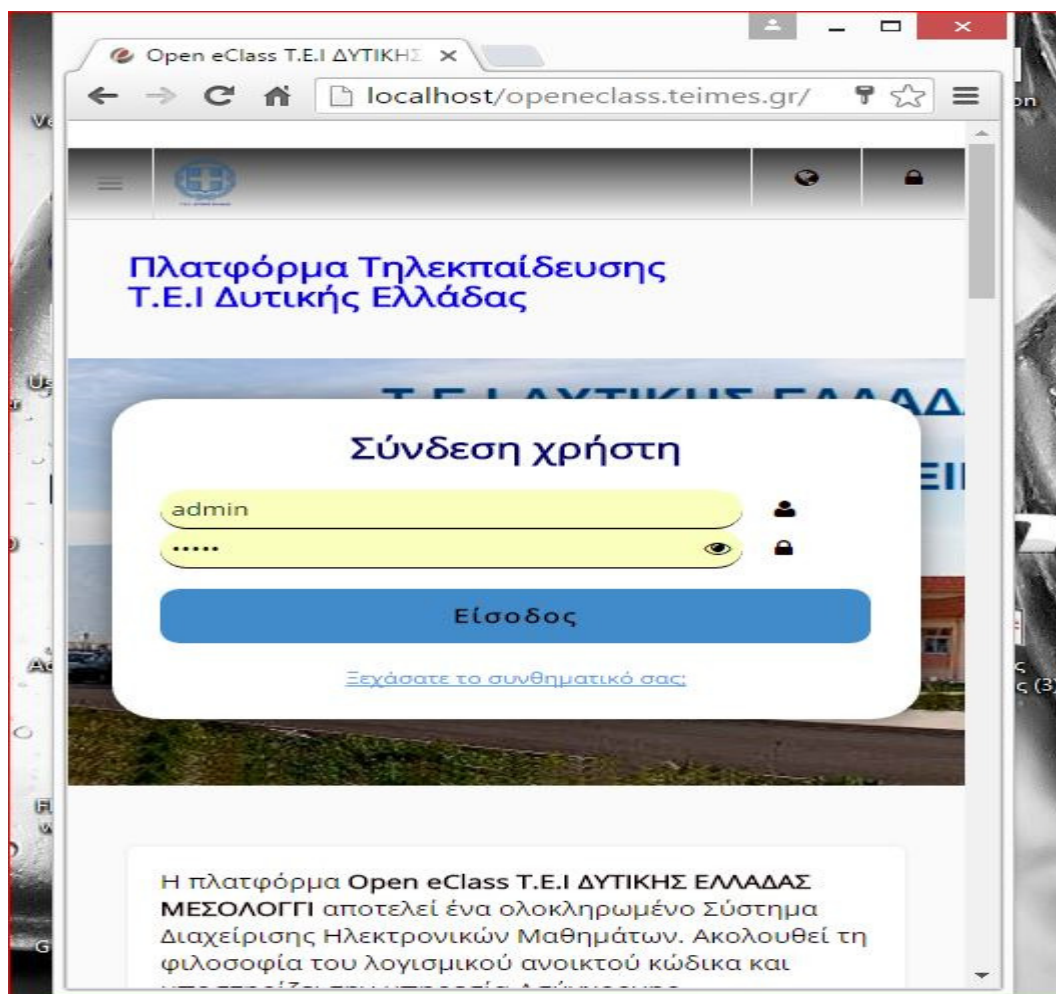 Open eClass Τ.Ε.Ι ΔΥΤΙΚΗΣ
localhost/openeclass.teimes.gr/
Πλατφόρμα Τηλεκπαίδευσης
Τ.Ε.Ι Δυτικής Ελλάδας
Τ.Ε.Ι ΔΥΤΙΚΗΣ ΕΛΛΑΔΑ
Σύνδεση χρήστη
admin
•••••
Είσοδος
Ξεχάσατε το συνθηματικό σας;
Η πλατφόρμα Open eClass Τ.Ε.Ι ΔΥΤΙΚΗΣ ΕΛΛΑΔΑΣ
ΜΕΣΟΛΟΓΓΙ αποτελεί ένα ολοκληρωμένο Σύστημα
Διαχείρισης Ηλεκτρονικών Μαθημάτων. Ακολουθεί τη
φιλοσοφία του λογισμικού ανοικτού κώδικα και